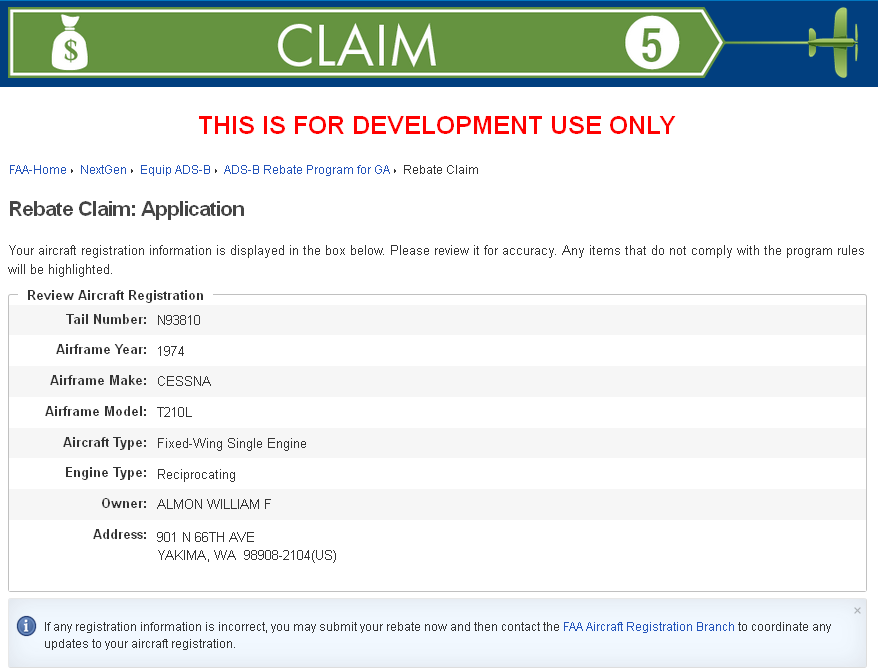 $ CLAIM 5
THIS IS FOR DEVELOPMENT USE ONLY
FAA-Home › NextGen › Equip ADS-B › ADS-B Rebate Program for GA › Rebate Claim
Rebate Claim: Application
Your aircraft registration information is displayed in the box below. Please review it for accuracy. Any items that do not comply with the program rules
will be highlighted.
Review Aircraft Registration
Tail Number: N93810
Airframe Year: 1974
Airframe Make: CESSNA
Airframe Model: T210L
Aircraft Type: Fixed-Wing Single Engine
Engine Type: Reciprocating
Owner: ALMON WILLIAM F
Address: 901 N 66TH AVE
YAKIMA, WA 98908-2104(US)
If any registration information is incorrect, you may submit your rebate now and then contact the FAA Aircraft Registration Branch to coordinate any
updates to your aircraft registration.